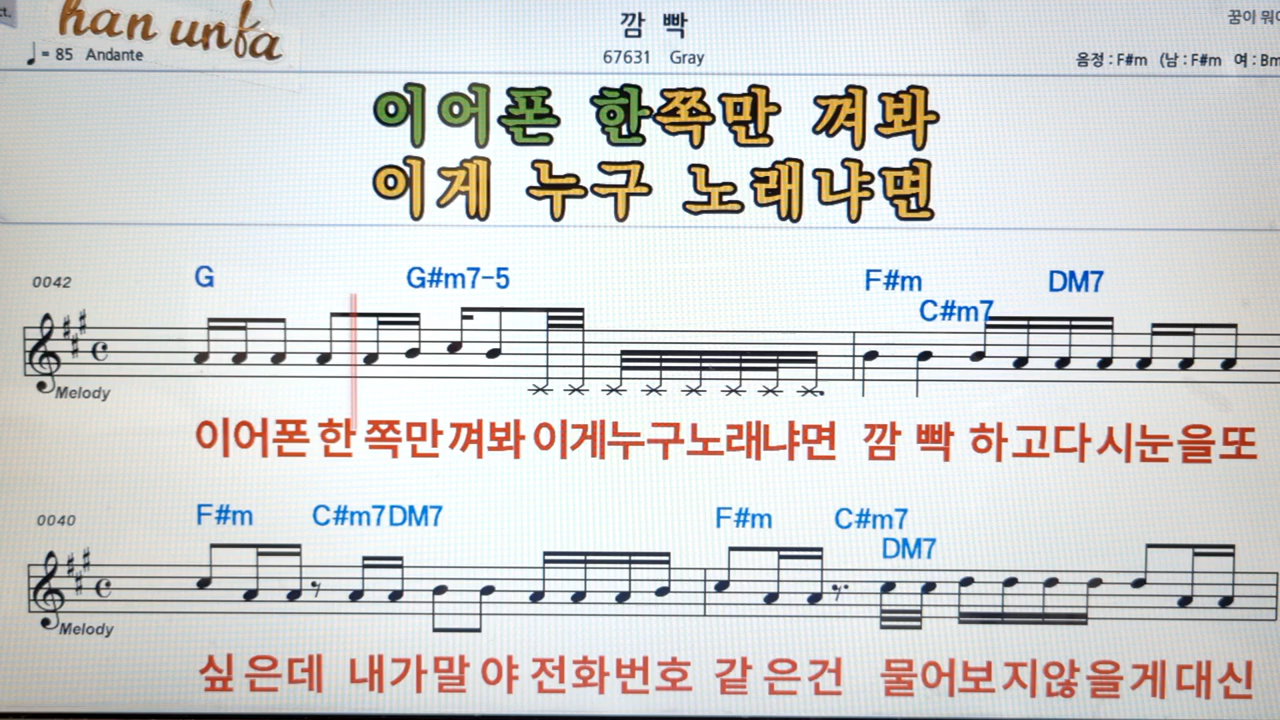 ct.
han unfa
♩= 85 Andante
깜 빡
67631 Gray
꿈이 뭐야
음정 : F#m (남 : F#m 여 : Bm
이어폰 한쪽만 껴봐
이게 누구 노래냐면
0042
G G#m7-5 F#m C#m7 DM7
Melody
이어폰 한 쪽만 껴봐 이게누구노래냐면 깜 빡 하고다시눈을또
0040
F#m C#m7 DM7 F#m C#m7 DM7
Melody
싶은데 내가말 야 전화번호 같은건 물어보지않을게대신